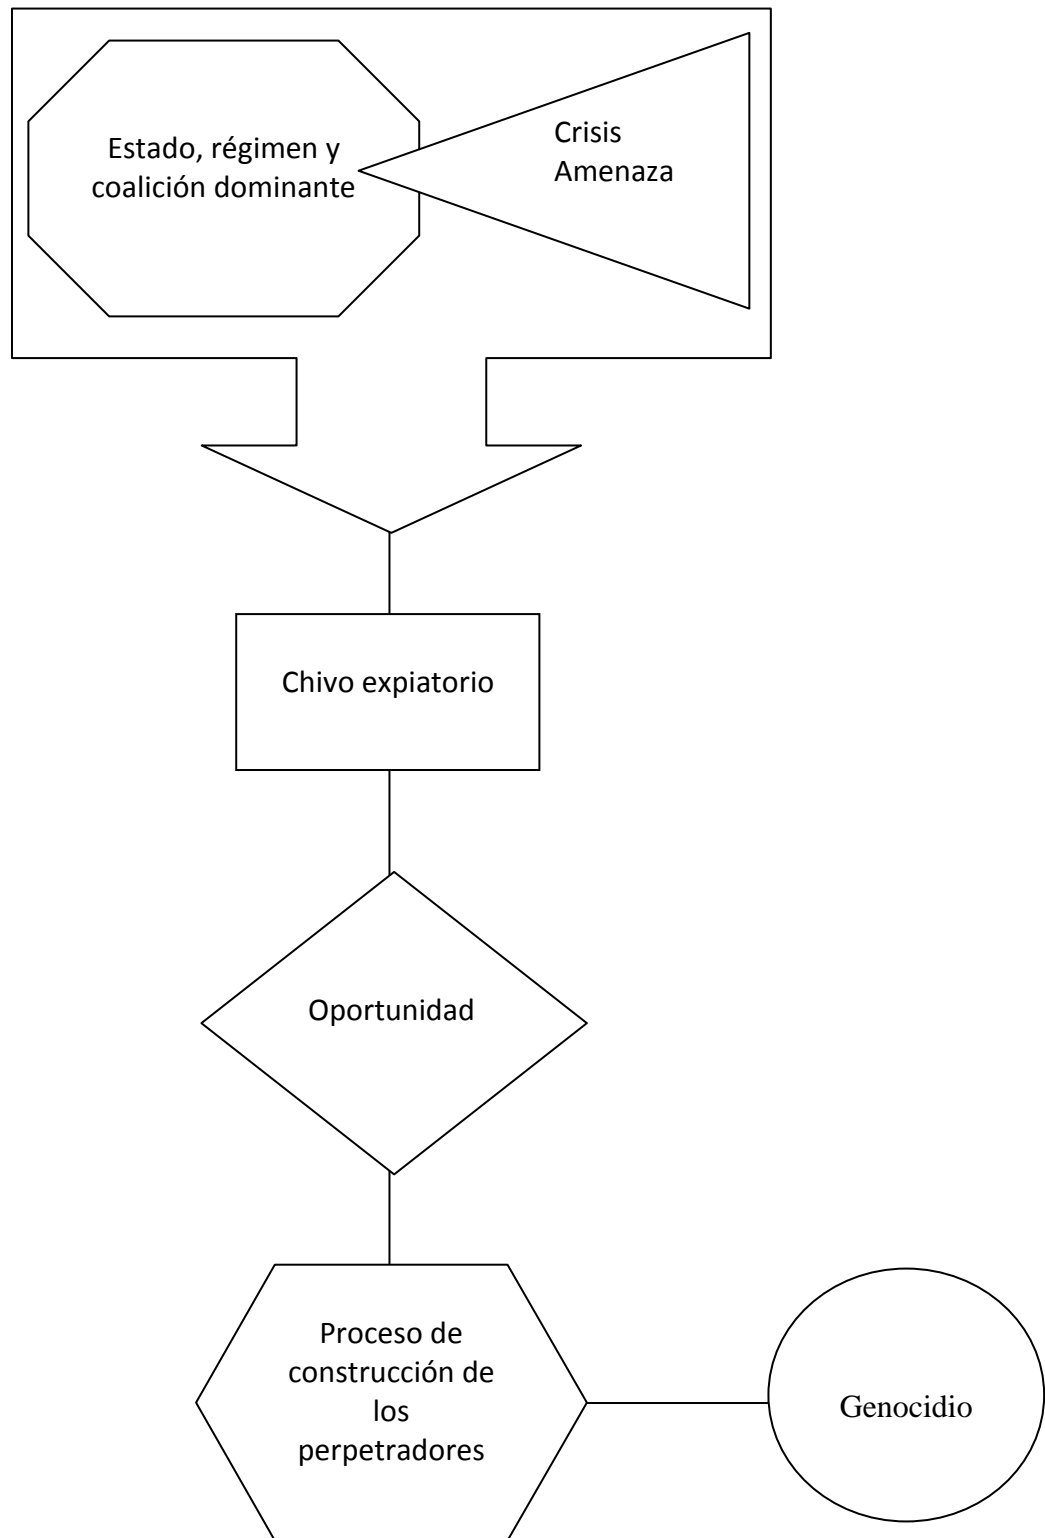 Estado, régimen y
coalición dominante
Crisis
Amenaza
Chivo expiatorio
Oportunidad
Proceso de
construcción de
los
perpetradores
Genocidio